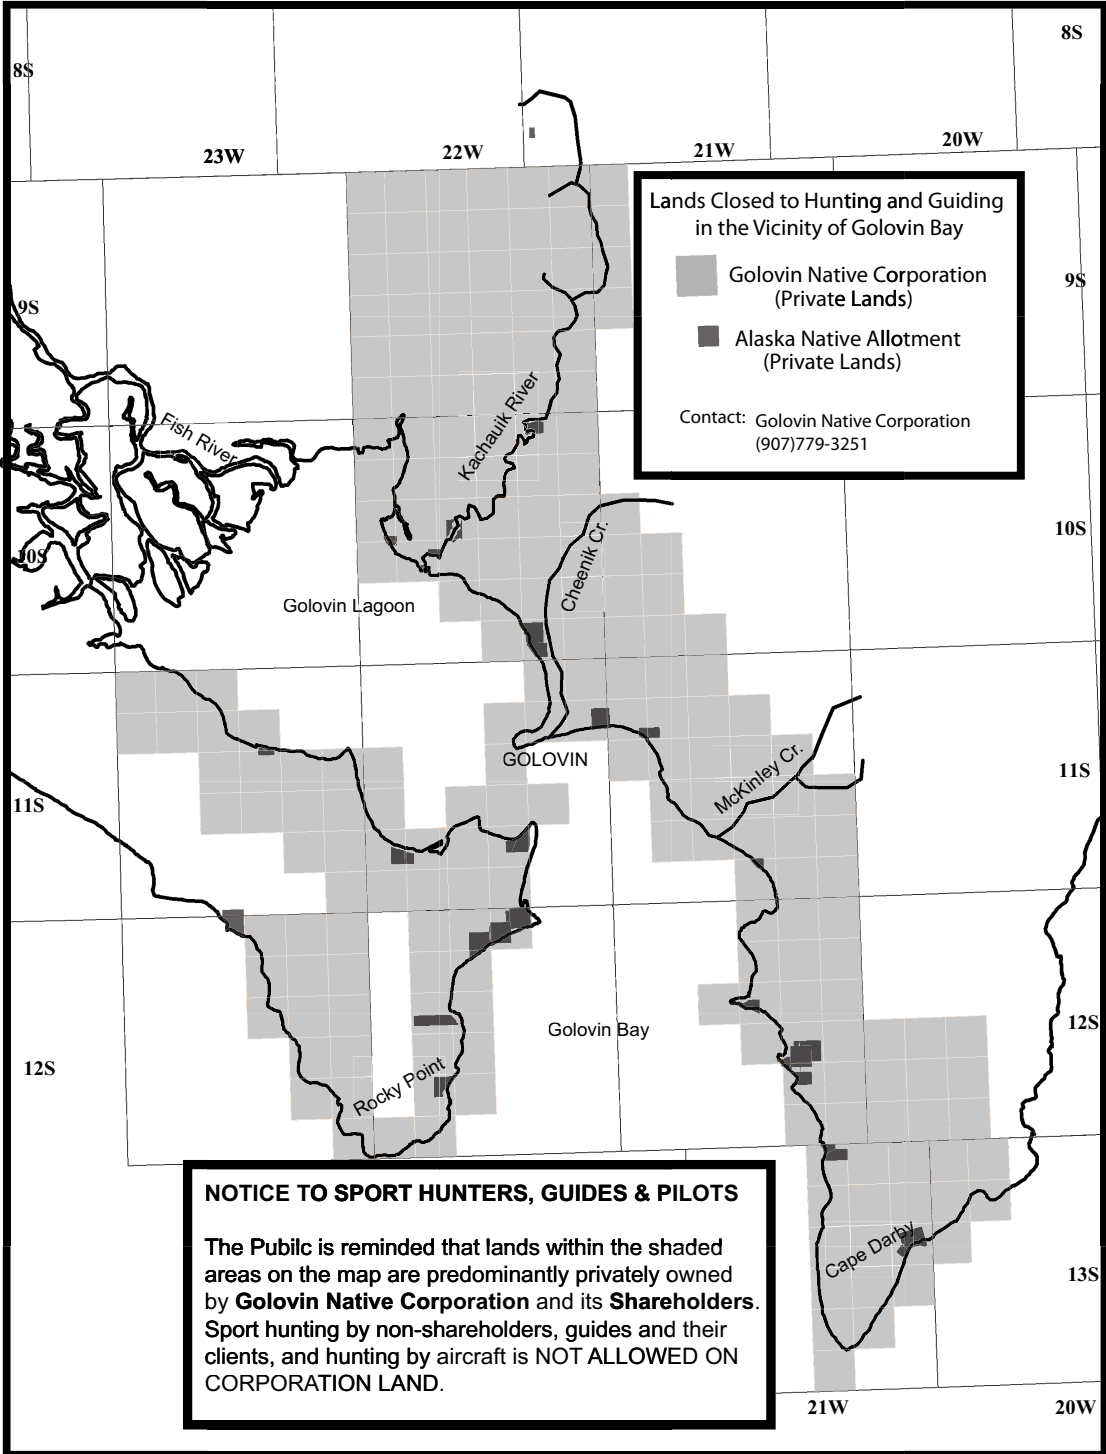 8S
8S
23W
22W
21W
20W
Lands Closed to Hunting and Guiding
in the Vicinity of Golovin Bay
Golovin Native Corporation
(Private Lands)
Alaska Native Allotment
(Private Lands)
Contact: Golovin Native Corporation
(907)779-3251
9S
9S
Fish River
Kachauik River
10S
10S
Cheenik Cr.
Golovin Lagoon
GOLOVIN
McKinley Cr.
11S
11S
Golovin Bay
12S
12S
Rocky Point
NOTICE TO SPORT HUNTERS, GUIDES & PILOTS
The Pubilc is reminded that lands within the shaded
areas on the map are predominantly privately owned
by Golovin Native Corporation and its Shareholders.
Sport hunting by non-shareholders, guides and their
clients, and hunting by aircraft is NOT ALLOWED ON
CORPORATION LAND.
Cape Darby
13S
21W
20W